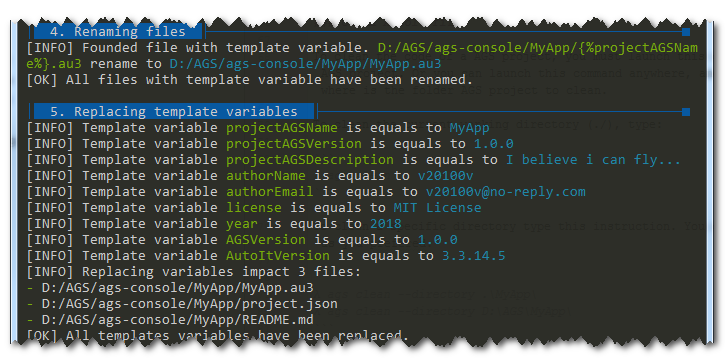 4. Renaming files
[INFO] Founded file with template variable. D:/AGS/ags-console/MyApp/{%projectAGSNam
e%}.au3 rename to D:/AGS/ags-console/MyApp/MyApp.au3
[OK] All files with template variable have been renamed.
5. Replacing template variables
[INFO] Template variable projectAGSName is equals to MyApp
[INFO] Template variable projectAGSVersion is equals to 1.0.0
[INFO] Template variable projectAGSDescription is equals to I believe i can fly...
[INFO] Template variable authorName is equals to v20100v
[INFO] Template variable authorEmail is equals to v20100v@no-reply.com
[INFO] Template variable license is equals to MIT License
[INFO] Template variable year is equals to 2018
[INFO] Template variable AGSVersion is equals to 1.0.0
[INFO] Template variable AutoItVersion is equals to 3.3.14.5
[INFO] Replacing variables impact 3 files:
- D:/AGS/ags-console/MyApp/MyApp.au3
- D:/AGS/ags-console/MyApp/project.json
- D:/AGS/ags-console/MyApp/README.md
[OK] All templates variables have been replaced.